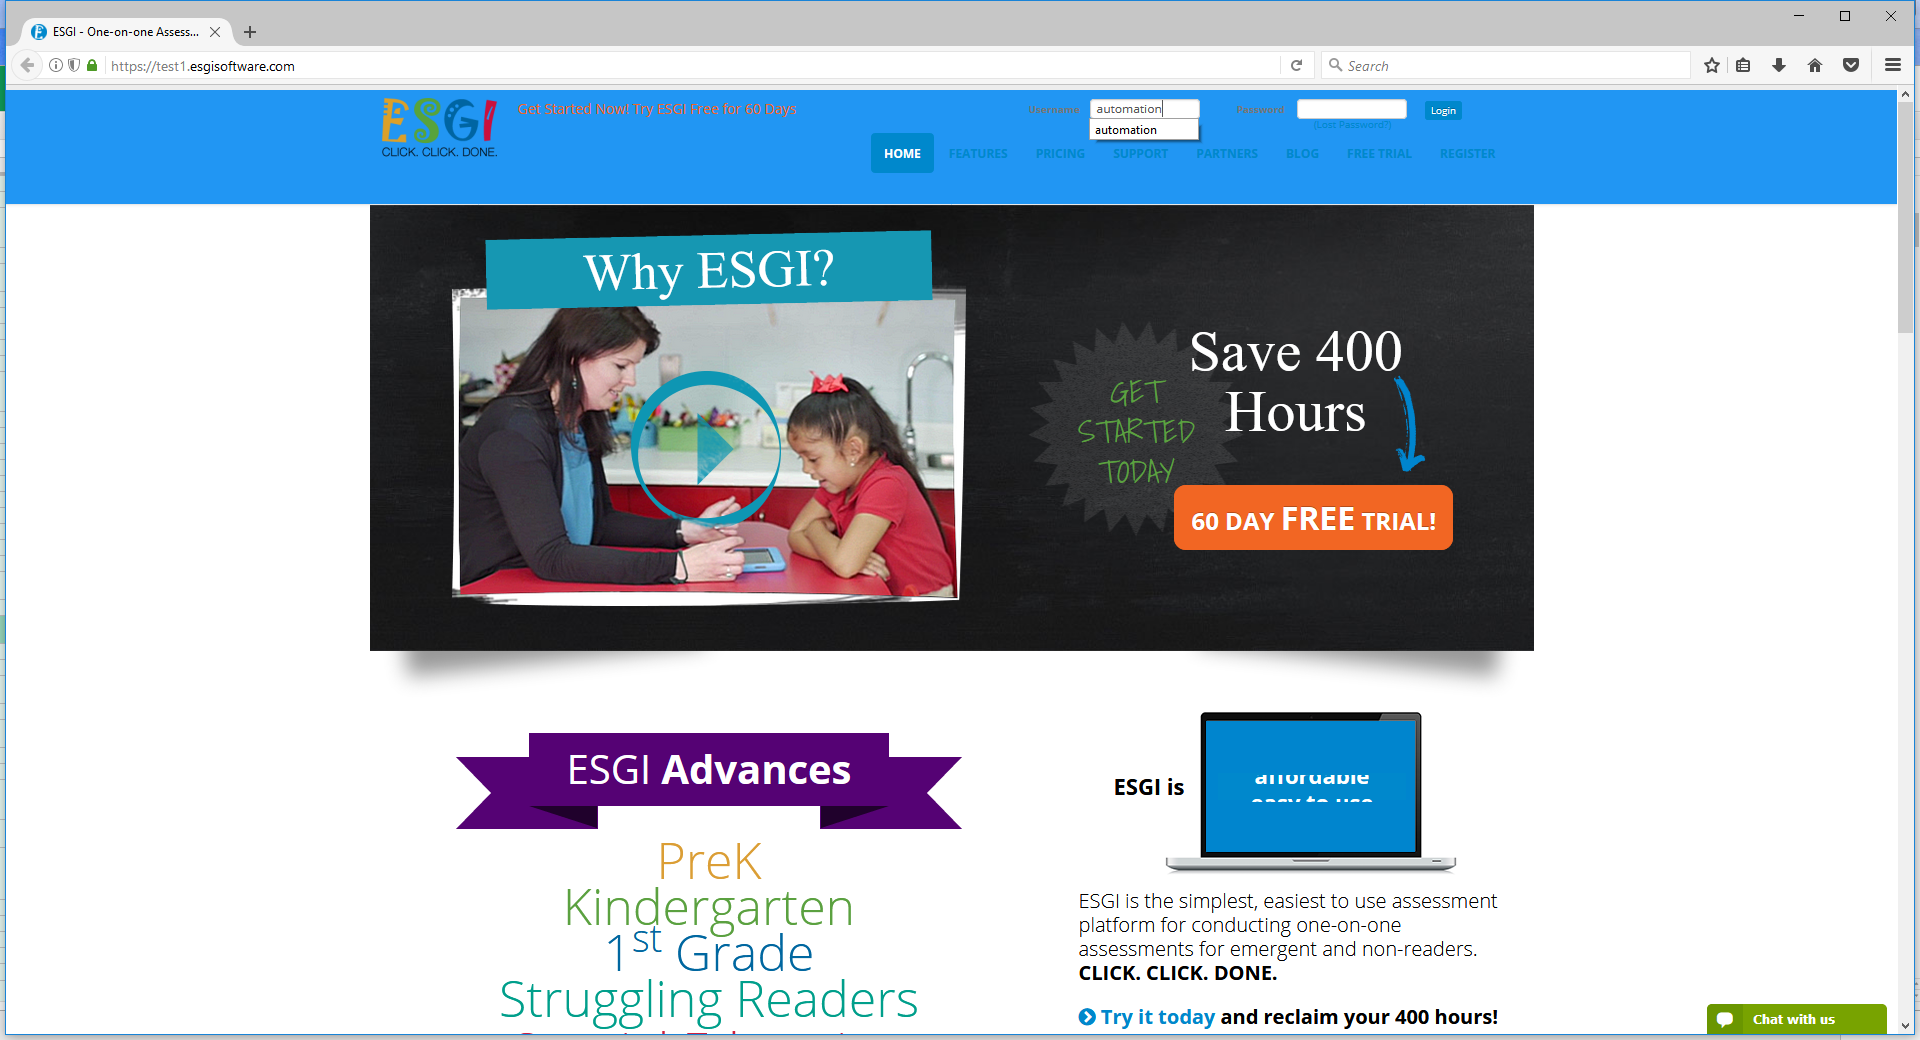 ESGI - One-on-one Assess...
https://test1.esgisoftware.com
Search
ESGI
CLICK. CLICK. DONE.
Get Started Now! Try ESGI Free for 60 Days
Username
automation
Password
Login
automation
(Lost Password?)
HOME
FEATURES
PRICING
SUPPORT
PARTNERS
BLOG
FREE TRIAL
REGISTER
Why ESGI?
Save 400
Hours
GET
STARTED
TODAY
60 DAY FREE TRIAL!
ESGI Advances
PreK
Kindergarten
1st Grade
Struggling Readers
ESGI is
affordable
easy to use
ESGI is the simplest, easiest to use assessment
platform for conducting one-on-one
assessments for emergent and non-readers.
CLICK. CLICK. DONE.
Try it today and reclaim your 400 hours!
Chat with us